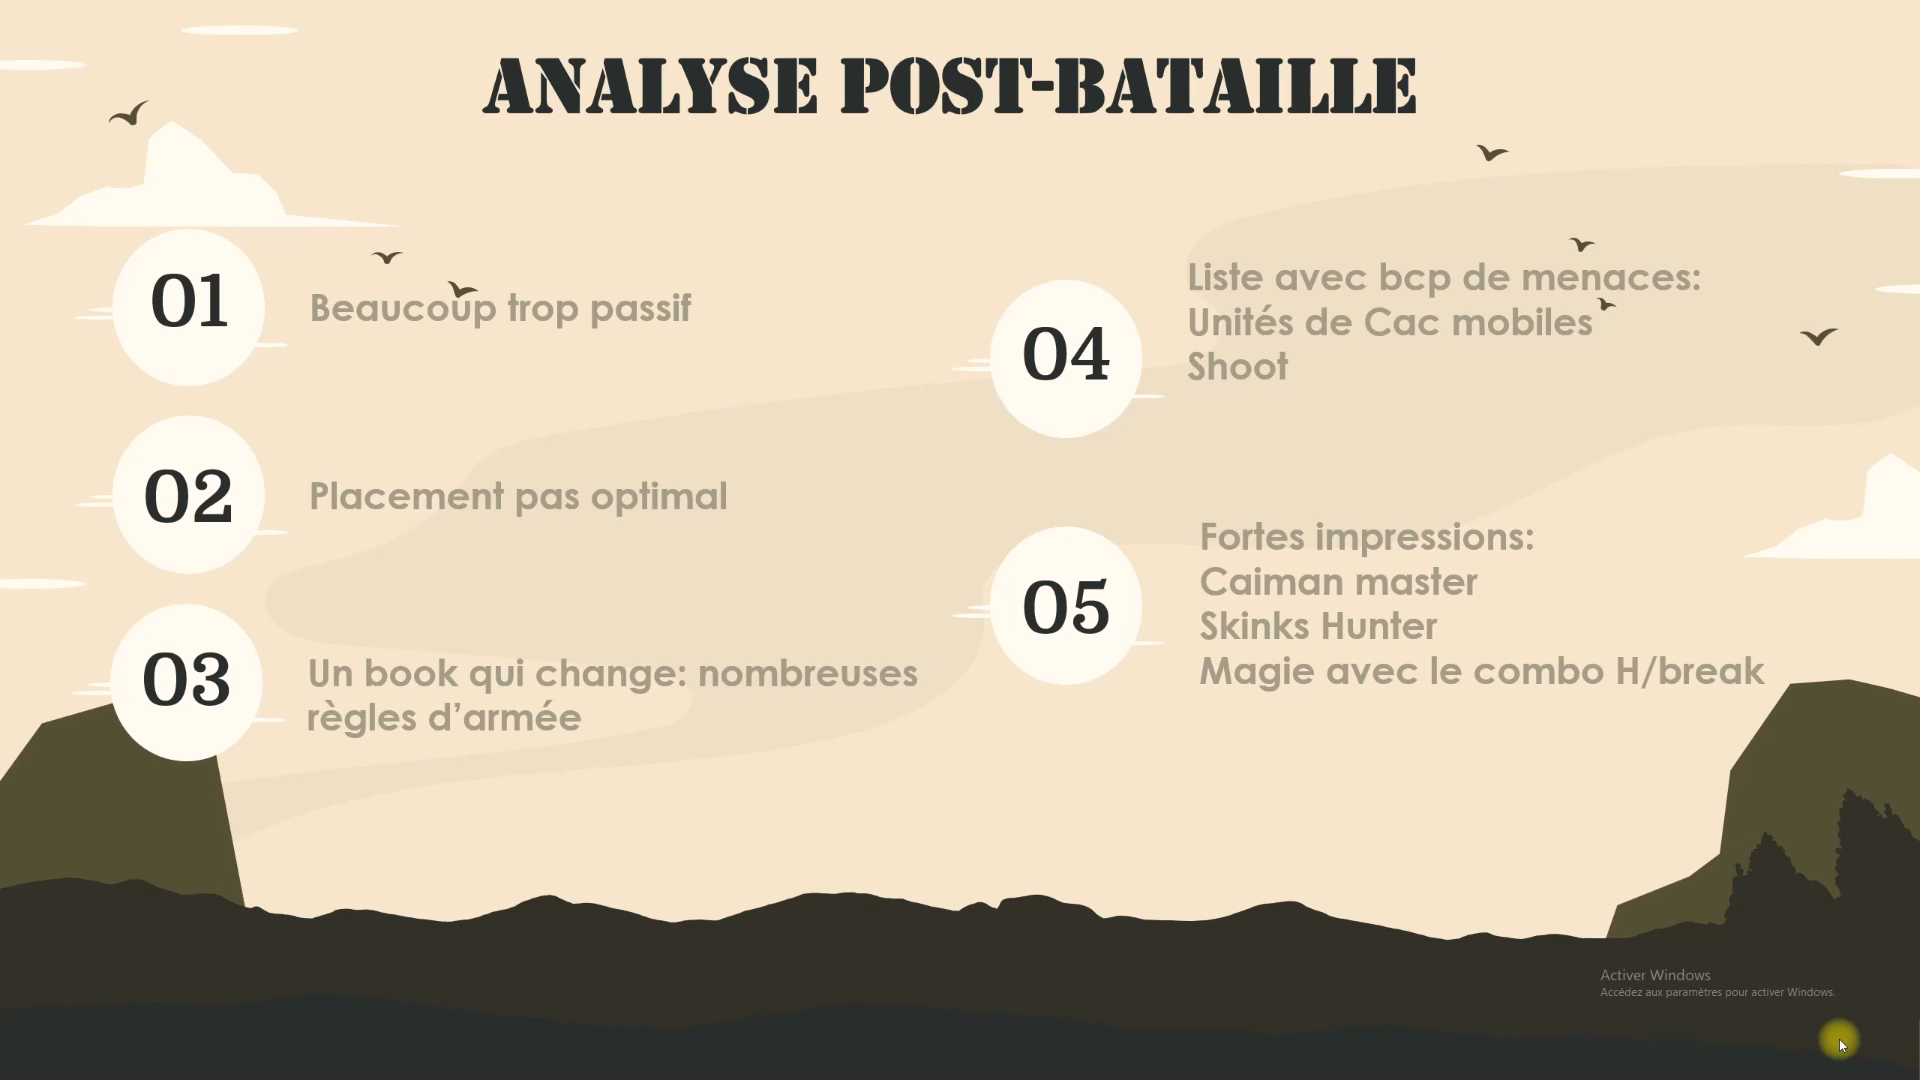 ANALYSE POST-BATAILLE
01
Beaucoup trop passif
02
Placement pas optimal
03
Un book qui change: nombreuses
règles d’armée
04
Liste avec bcp de menaces:
Unités de Cac mobiles
Shoot
05
Fortes impressions:
Caiman master
Skinks Hunter
Magie avec le combo H/break
Activer Windows
Accédez aux paramètres pour activer Windows.